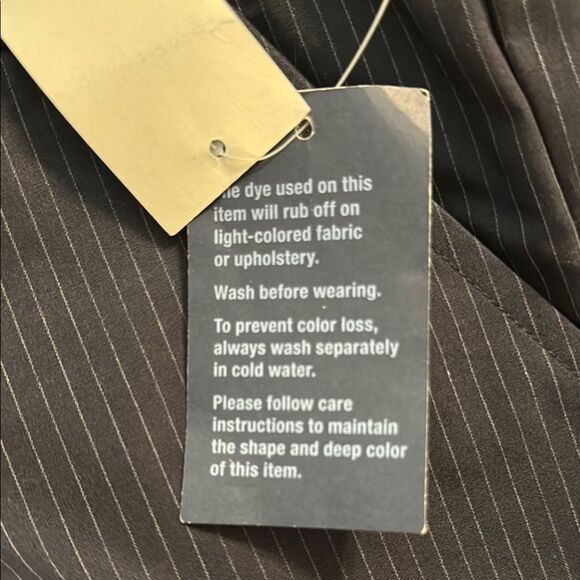 dye used on this
item will rub off on
light-colored fabric
or upholstery.
Wash before wearing.
To prevent color loss,
always wash separately
in cold water.
Please follow care
instructions to maintain
the shape and deep color
of this item.